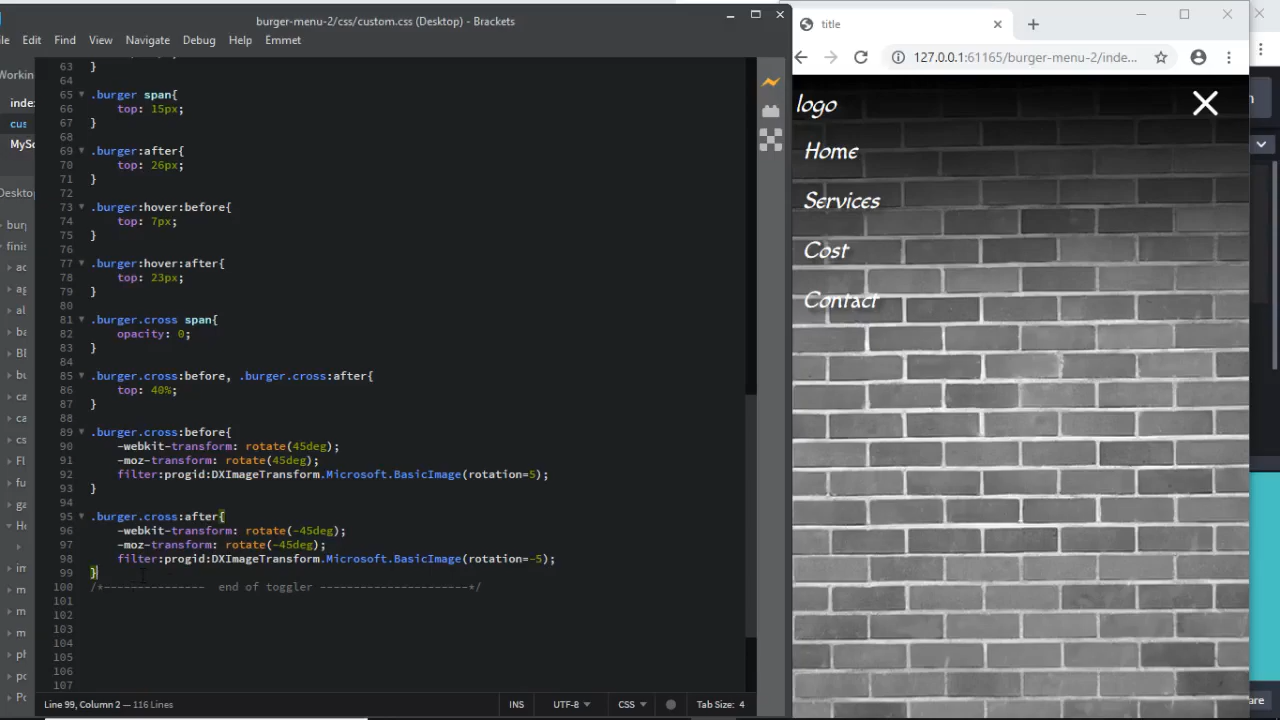 burger-menu-2/css/custom.css (Desktop) - Brackets
Edit Find View Navigate Debug Help Emmet
63 }
64
65 .burger span{
66 top: 15px;
67 }
68
69 .burger:after{
70 top: 26px;
71 }
72
73 .burger:hover:before{
74 top: 7px;
75 }
76
77 .burger:hover:after{
78 top: 23px;
79 }
80
81 .burger.cross span{
82 opacity: 0;
83 }
84
85 .burger.cross:before, .burger.cross:after{
86 top: 40%;
87 }
88
89 .burger.cross:before{
90 -webkit-transform: rotate(45deg);
91 -moz-transform: rotate(45deg);
92 filter:progid:DXImageTransform.Microsoft.BasicImage(rotation=5);
93 }
94
95 .burger.cross:after{
96 -webkit-transform: rotate(-45deg);
97 -moz-transform: rotate(-45deg);
98 filter:progid:DXImageTransform.Microsoft.BasicImage(rotation=-5);
99 }
100 /*--------------- end of toggler ----------------------*/
101
102
103
104
105
106
107
Line 99, Column 2 — 116 Lines
INS UTF-8 CSS Tab Size: 4
title
127.0.0.1:61165/burger-menu-2/inde...
logo
Home
Services
Cost
Contact